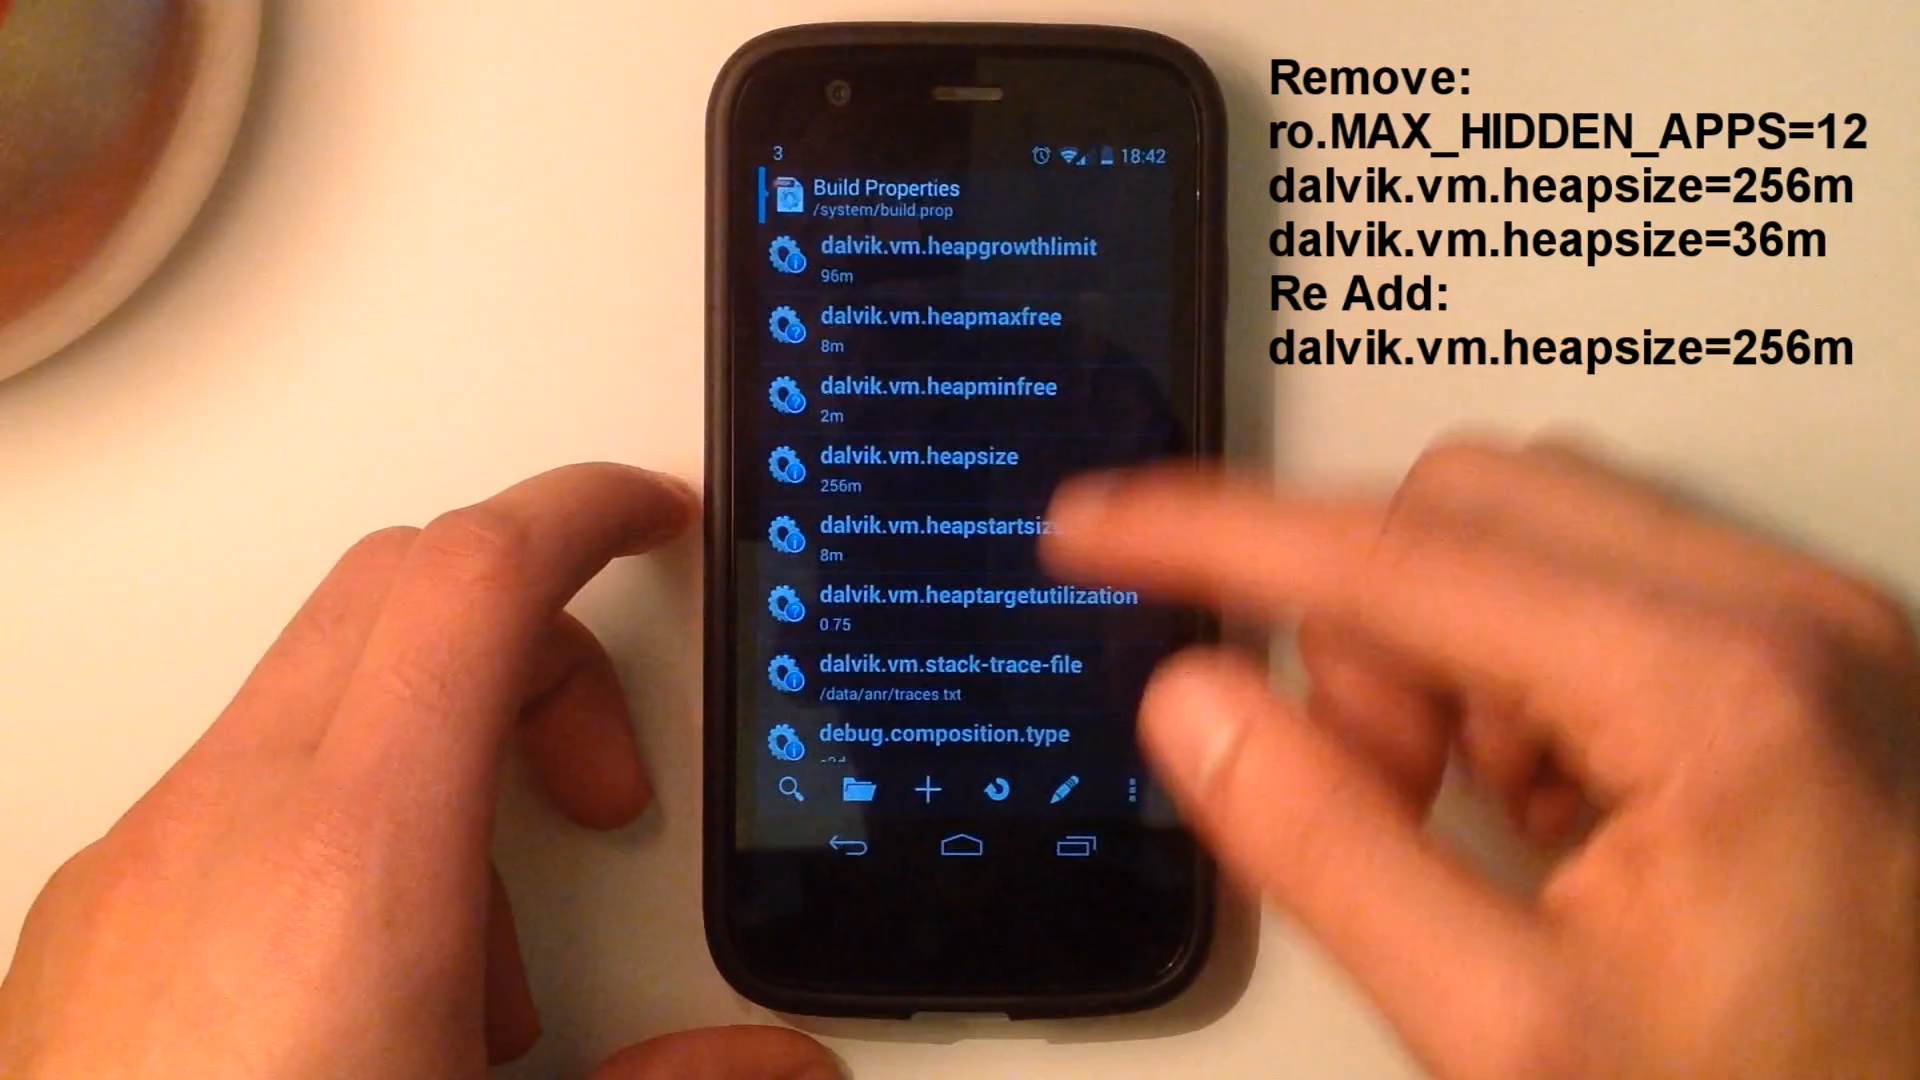 3
18:42
Build Properties
/system/build.prop
dalvik.vm.heapgrowthlimit
96m
dalvik.vm.heapmaxfree
8m
dalvik.vm.heapminfree
2m
dalvik.vm.heapsize
256m
8m
dalvik.vm.heaptargetutilization
0.75
dalvik.vm.stack-trace-file
/data/anr/traces.txt
debug.composition.type
Remove:
ro.MAX_HIDDEN_APPS=12
dalvik.vm.heapsize=256m
dalvik.vm.heapsize=36m
Re Add:
dalvik.vm.heapsize=256m